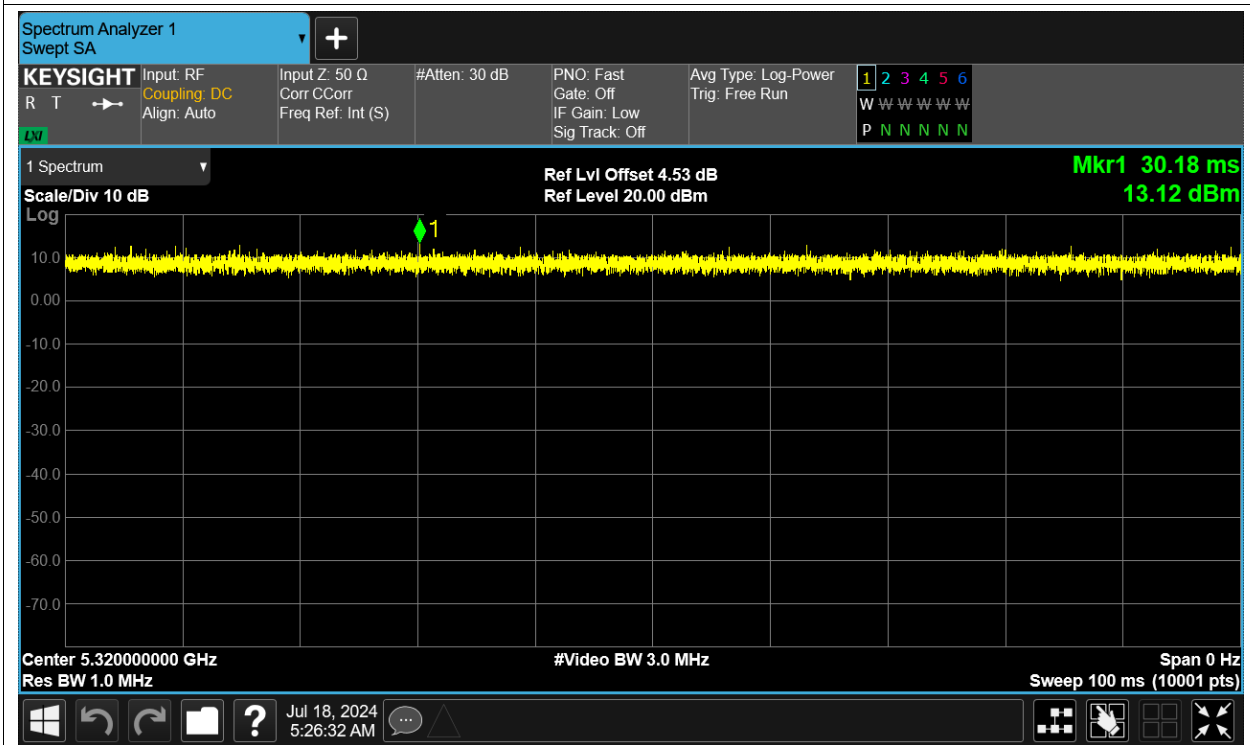 Spectrum Analyzer 1
Swept SA
KEYSIGHT
R T
LXI
Input: RF
Coupling: DC
Align: Auto
Input Z: 50 Ω
Corr CCorr
Freq Ref: Int (S)
#Atten: 30 dB
PNO: Fast
Gate: Off
IF Gain: Low
Sig Track: Off
Avg Type: Log-Power
Trig: Free Run
1 2 3 4 5 6
W W W W W W
P N N N N N
1 Spectrum
Scale/Div 10 dB
Ref Lvl Offset 4.53 dB
Ref Level 20.00 dBm
Mkr1 30.18 ms
13.12 dBm
Log
1
10.0
0.00
-10.0
-20.0
-30.0
-40.0
-50.0
-60.0
-70.0
Center 5.320000000 GHz
#Video BW 3.0 MHz
Span 0 Hz
Res BW 1.0 MHz
Sweep 100 ms (10001 pts)
?
Jul 18, 2024
5:26:32 AM